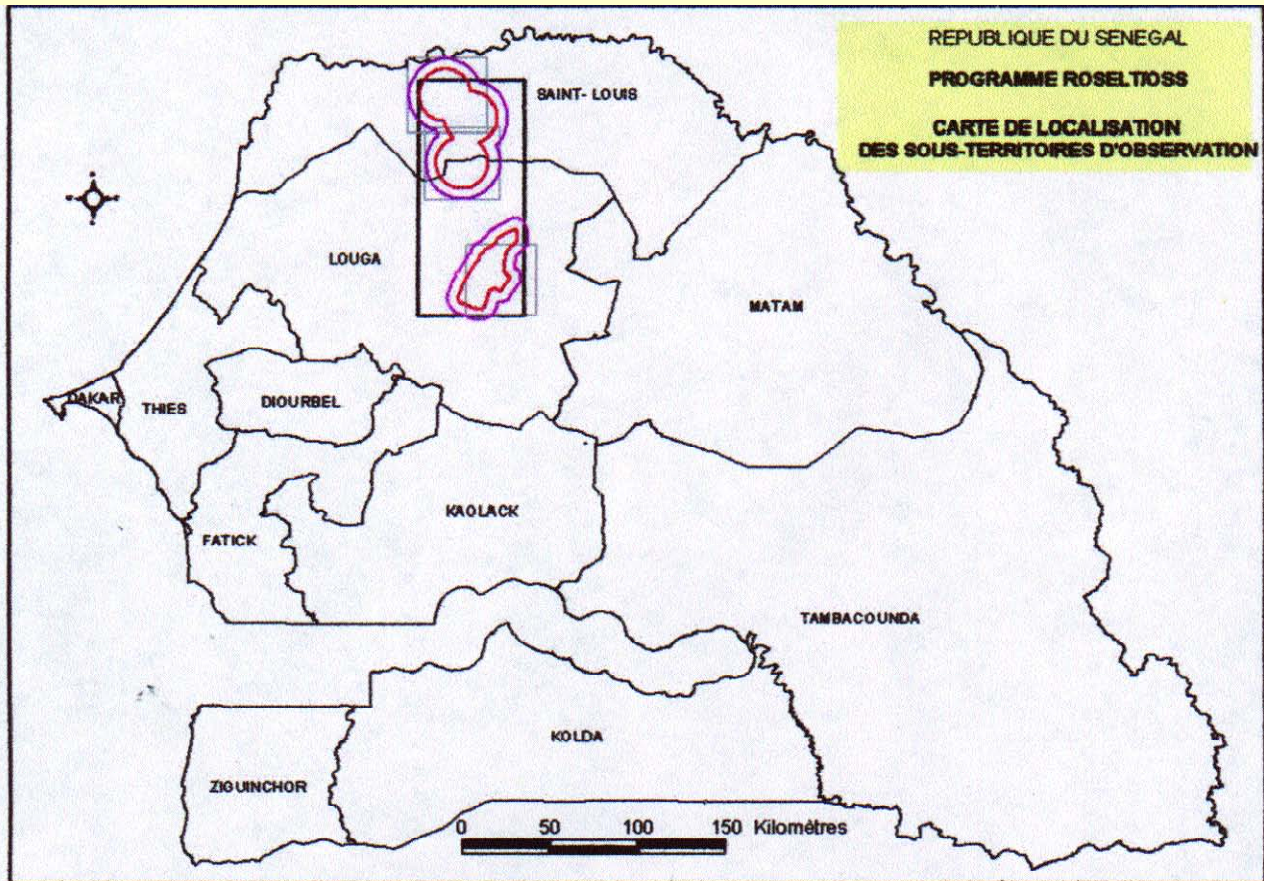 REPUBLIQUE DU SENEGAL
PROGRAMME ROSELT/OSS
CARTE DE LOCALISATION
DES SOUS-TERRITOIRES D'OBSERVATION
SAINT- LOUIS
LOUGA
MATAM
DAKAR
THIES
DIOURBEL
KAOLACK
FATICK
TAMBACOUNDA
KOLDA
ZIGUINCHOR
0 50 100 150 Kilomètres